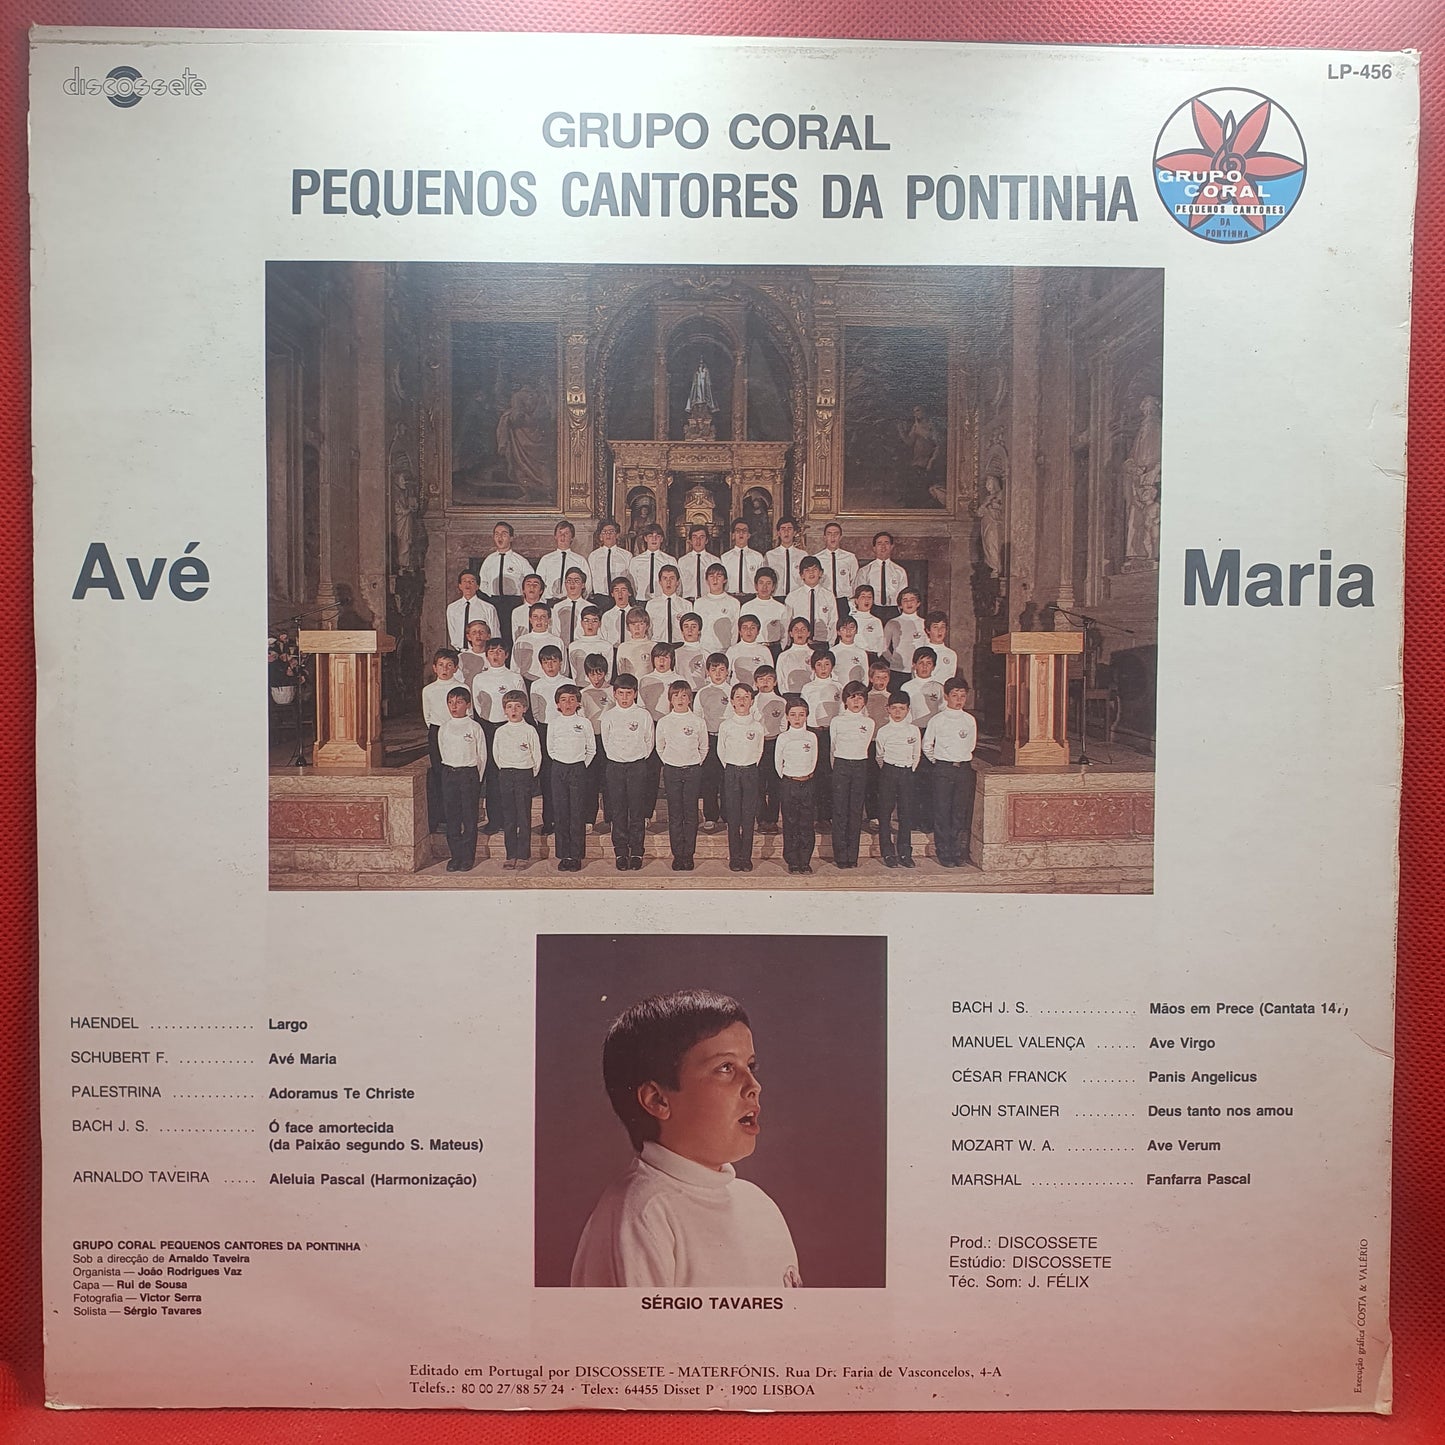 discossete
LP-456
GRUPO CORAL
PEQUENOS CANTORES DA PONTINHA
GRUPO
CORAL
PEQUENOS CANTORES
DA
PONTINHA
Avé
Maria
HAENDEL ............... Largo
SCHUBERT F. ........... Avé Maria
PALESTRINA ............ Adoramus Te Christe
BACH J. S. .............. Ó face amortecida
(da Paixão segundo S. Mateus)
ARNALDO TAVEIRA ..... Aleluia Pascal (Harmonização)
BACH J. S. .............. Mãos em Prece (Cantata
MANUEL VALENÇA ...... Ave Virgo
CÉSAR FRANCK ........ Panis Angelicus
JOHN STAINER ......... Deus tanto nos amou
MOZART W. A. .......... Ave Verum
MARSHAL ............... Fanfarra Pascal
GRUPO CORAL PEQUENOS CANTORES DA PONTINHA
Sob a direcção de Arnaldo Taveira
Organista — João Rodrigues Vaz
Capa — Rui de Sousa
Fotografia — Victor Serra
Solista — Sérgio Tavares
SÉRGIO TAVARES
Prod.: DISCOSSETE
Estúdio: DISCOSSETE
Téc. Som: J. FÉLIX
Editado em Portugal por DISCOSSETE - MATERFÓNIS. Rua Dr. Faria de Vasconcelos, 4-A
Telefs.: 80 00 27/88 57 24 · Telex: 64455 Disset P · 1900 LISBOA
Execução gráfica COSTA & VALÉRIO